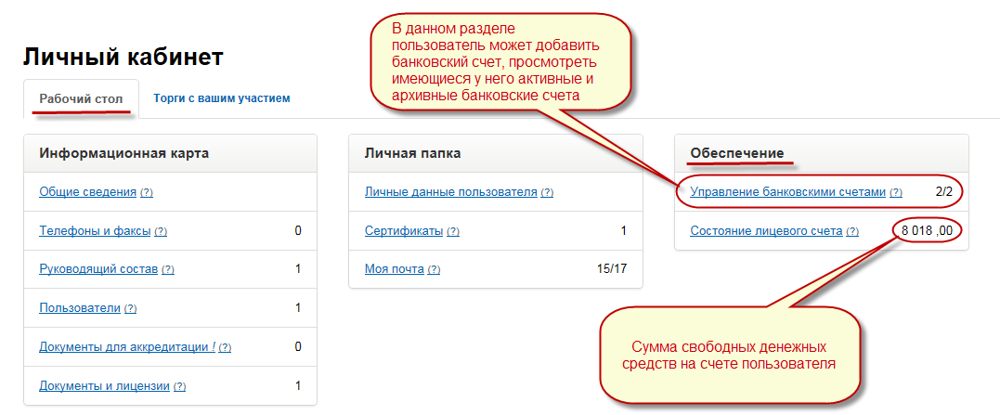 В данном разделе
пользователь может добавить
банковский счет, просмотреть
имеющиеся у него активные и
архивные банковские счета
Личный кабинет
Рабочий стол
Торги с вашим участием
Информационная карта
Общие сведения (?)
Телефоны и факсы (?) 0
Руководящий состав (?) 1
Пользователи (?) 1
Документы для аккредитации ! (?) 0
Документы и лицензии (?) 1
Личная папка
Личные данные пользователя (?)
Сертификаты (?) 1
Моя почта (?) 15/17
Обеспечение
Управление банковскими счетами (?) 2/2
Состояние лицевого счета (?) 8 018 ,00
Сумма свободных денежных
средств на счете пользователя